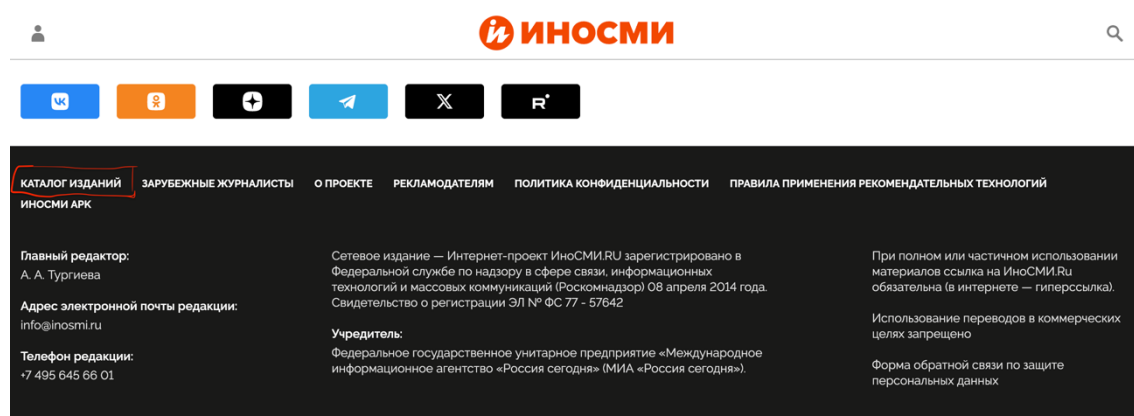 ИНОСМИ
КАТАЛОГ ИЗДАНИЙ ЗАРУБЕЖНЫЕ ЖУРНАЛИСТЫ О ПРОЕКТЕ РЕКЛАМОДАТЕЛЯМ ПОЛИТИКА КОНФИДЕНЦИАЛЬНОСТИ ПРАВИЛА ПРИМЕНЕНИЯ РЕКОМЕНДАТЕЛЬНЫХ ТЕХНОЛОГИЙ
ИНОСМИ APK
Главный редактор:
А. А. Тургиева
Адрес электронной почты редакции:
info@inosmi.ru
Телефон редакции:
+7 495 645 66 01
Сетевое издание — Интернет-проект ИноСМИ.RU зарегистрировано в
Федеральной службе по надзору в сфере связи, информационных
технологий и массовых коммуникаций (Роскомнадзор) 08 апреля 2014 года.
Свидетельство о регистрации ЭЛ № ФС 77 - 57642
Учредитель:
Федеральное государственное унитарное предприятие «Международное
информационное агентство «Россия сегодня» (МИА «Россия сегодня»).
При полном или частичном использовании
материалов ссылка на ИноСМИ.Ru
обязательна (в интернете — гиперссылка).
Использование переводов в коммерческих
целях запрещено
Форма обратной связи по защите
персональных данных